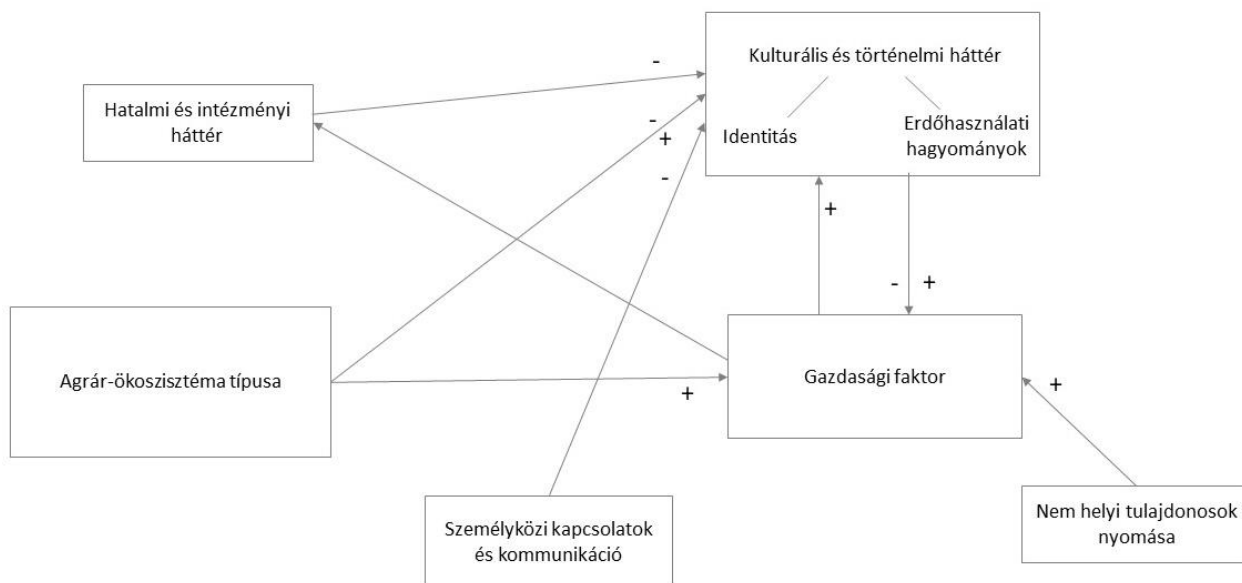 Kulturális és történelmi háttér
Identitás
Erdőhasználati
hagyományok
Hatalmi és intézményi
háttér
-
-
+
-
+
-
+
Agrár-ökoszisztéma típusa
+
Gazdasági faktor
+
Személyközi kapcsolatok
és kommunikáció
Nem helyi tulajdonosok
nyomása